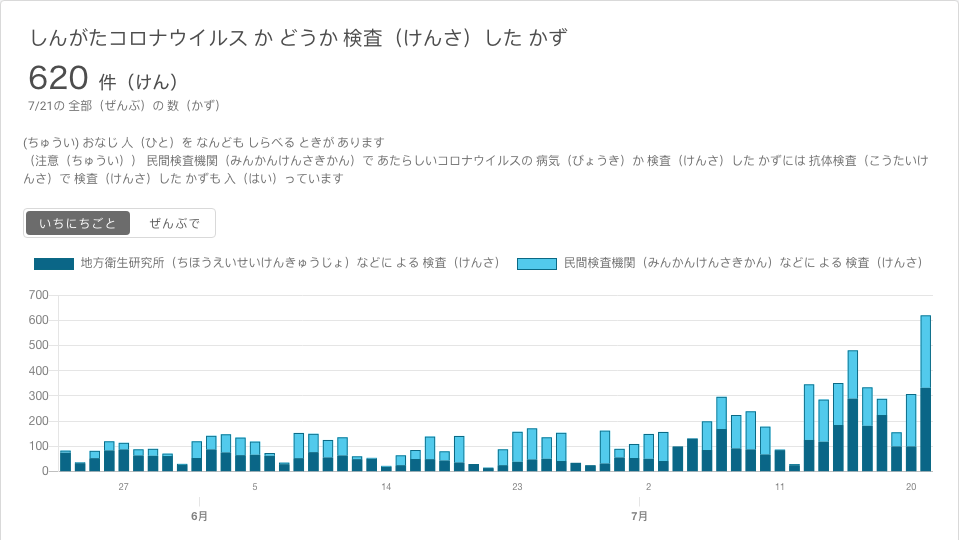 しんがたコロナウイルス か どうか 検査（けんさ）した かず
620 件（けん）
7/21の 全部（ぜんぶ）の 数（かず）
(ちゅうい) おなじ 人（ひと）を なんども しらべる ときが あります
（注意（ちゅうい）） 民間検査機関（みんかんけんさきかん）で あたらしいコロナウイルスの 病気（びょうき）か 検査（けんさ）した かずには 抗体検査（こうたいけ
んさ）で 検査（けんさ）した かずも 入（はい）っています
いちにちごと ぜんぶで
地方衛生研究所（ちほうえいせいけんきゅうじょ）などに よる 検査（けんさ） 民間検査機関（みんかんけんさきかん）などに よる 検査（けんさ）
700
600
500
400
300
200
100
0
27 5 14 23 2 11 20
6月 7月